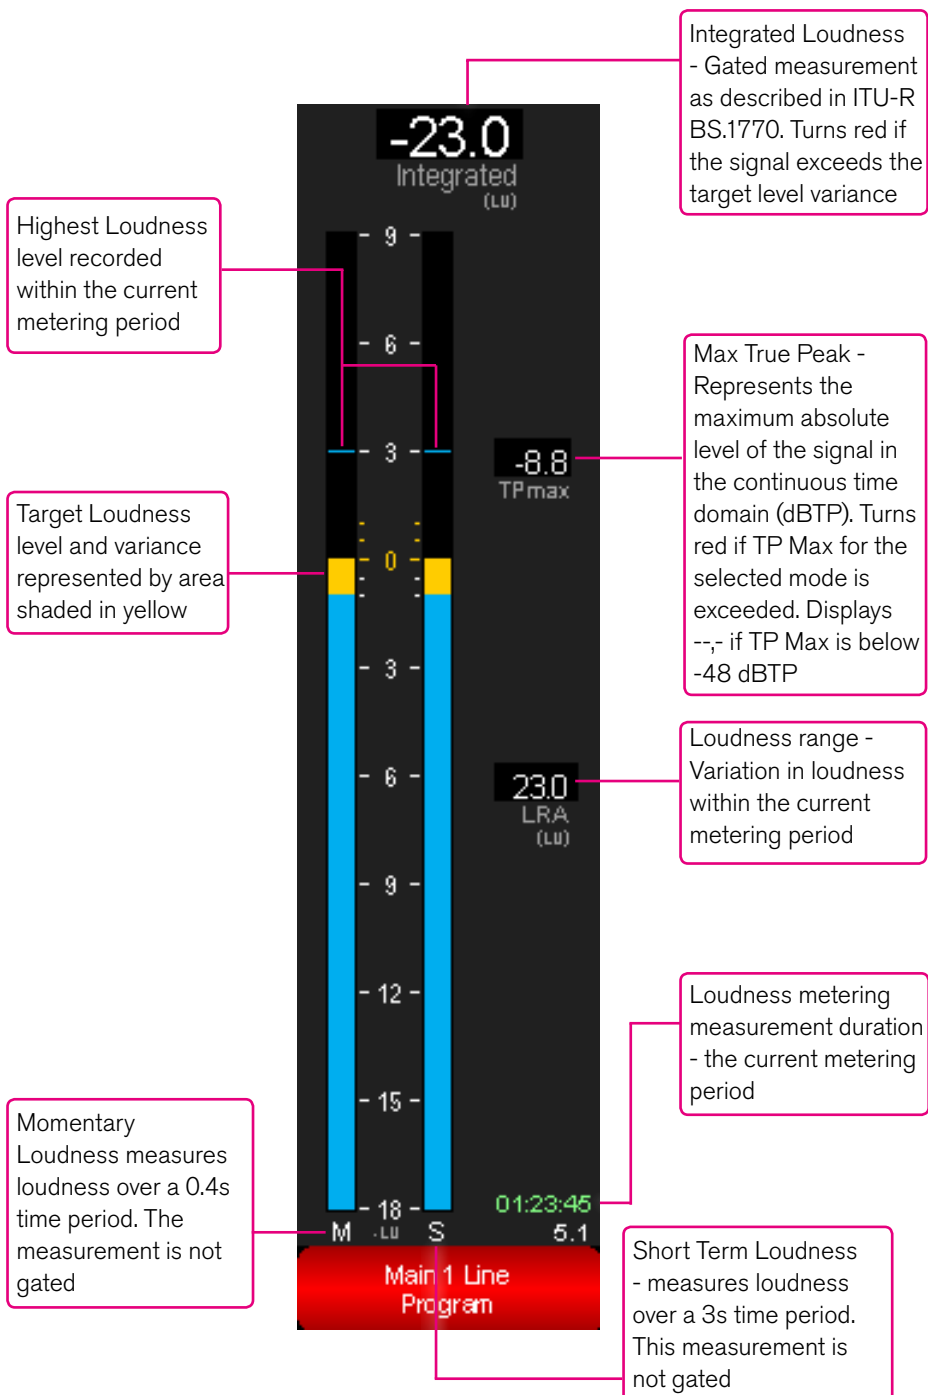 Integrated Loudness
- Gated measurement
as described in ITU-R
BS.1770. Turns red if
the signal exceeds the
target level variance
-23.0
Integrated
(LU)
Highest Loudness
level recorded
within the current
metering period
Max True Peak -
Represents the
maximum absolute
level of the signal in
the continuous time
domain (dBTP). Turns
red if TP Max for the
selected mode is
exceeded. Displays
--,- if TP Max is below
-48 dBTP
Target Loudness
level and variance
represented by area
shaded in yellow
- 9 -
- 6 -
- 3 -
0
- 3 -
- 6 -
- 9 -
- 12 -
- 15 -
- 18 -
-8.8
TPmax
Loudness range -
Variation in loudness
within the current
metering period
23.0
LRA
(LU)
Loudness metering
measurement duration
- the current metering
period
Momentary
Loudness measures
loudness over a 0.4s
time period. The
measurement is not
gated
01:23:45
M -LU S 5.1
Main 1 Line
Program
Short Term Loudness
- measures loudness
over a 3s time period.
This measurement is
not gated